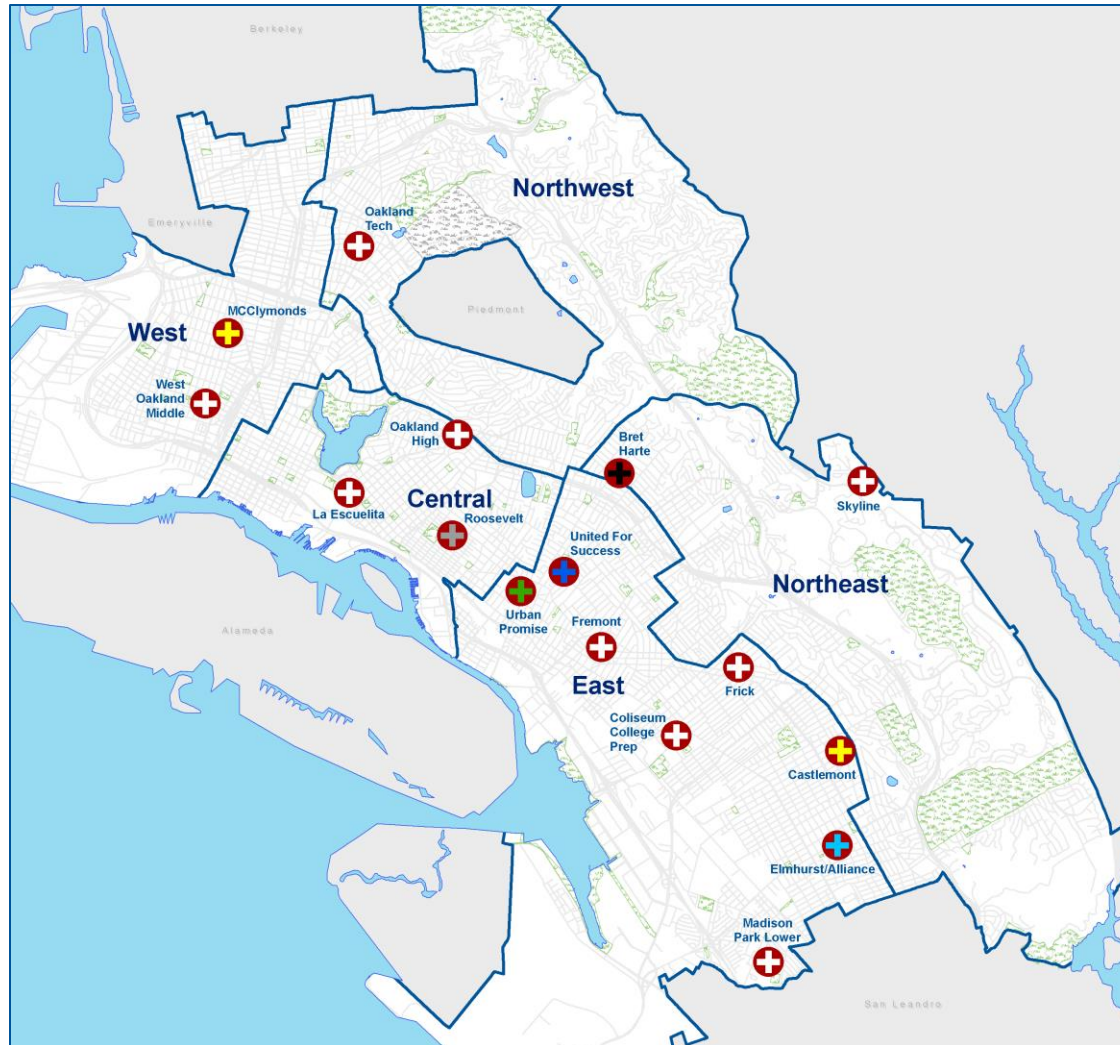 Berkeley
Northwest
Oakland
Tech
Emeryville
Piedmont
MCClymonds
West
West
Oakland
Middle
Oakland
High
Bret
Harte
Skyline
Central
La Escuelita
Roosevelt
United For
Success
Northeast
Urban
Promise
Fremont
Alameda
East
Frick
Coliseum
College
Prep
Castlemont
Elmhurst/Alliance
Madison
Park Lower
San Leandro